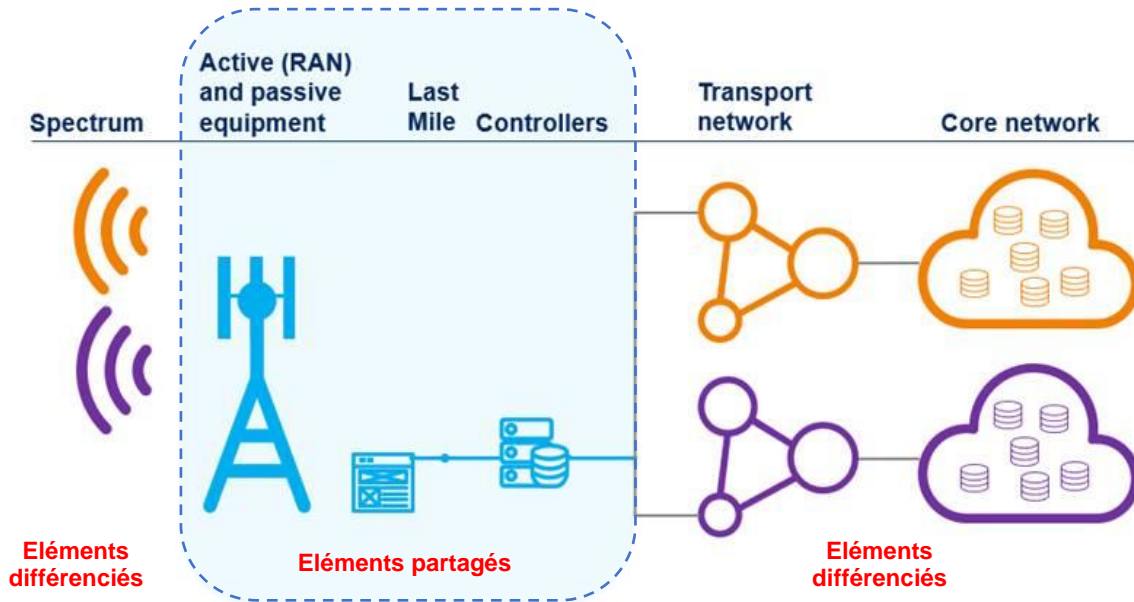 Spectrum
Active (RAN)
and passive
equipment
Last
Mile
Controllers
Transport
network
Core network
Eléments
différenciés
Eléments partagés
Eléments
différenciés